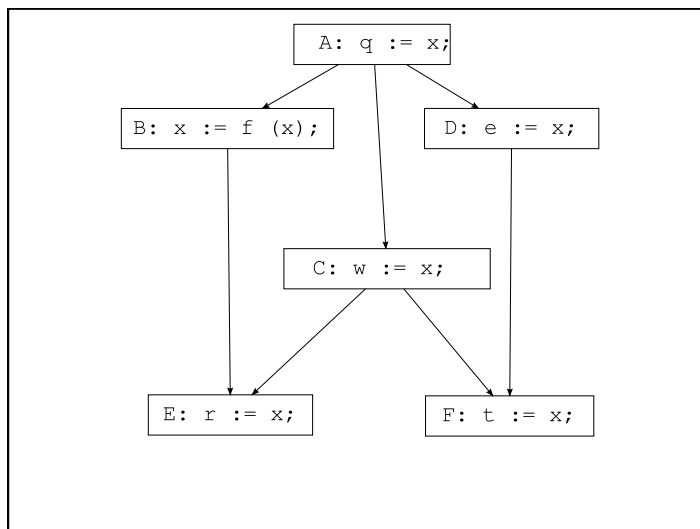 A: q := x;
B: x := f (x);
D: e := x;
C: w := x;
E: r := x;
F: t := x;